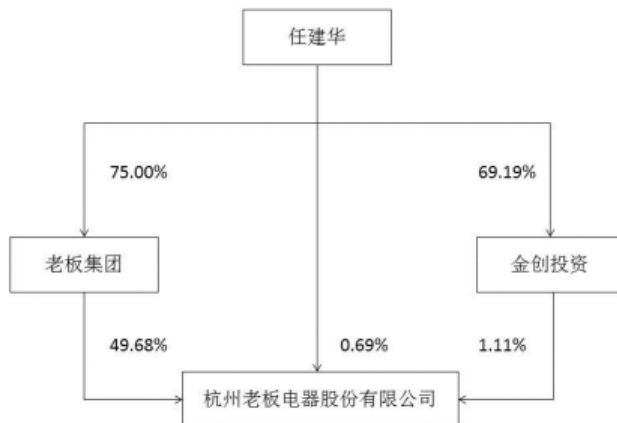 任建华
75.00%
69.19%
老板集团
金创投资
49.68%
0.69%
1.11%
杭州老板电器股份有限公司